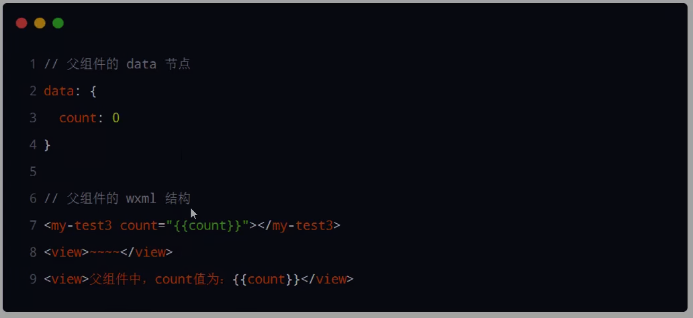 1 // 父组件的 data 节点
2 data: {
3   count: 0
4 }
5
6 // 父组件的 wxml 结构
7 <my-test3 count="{{count}}"></my-test3>
8 <view>~~~~</view>
9 <view>父组件中，count值为：{{count}}</view>